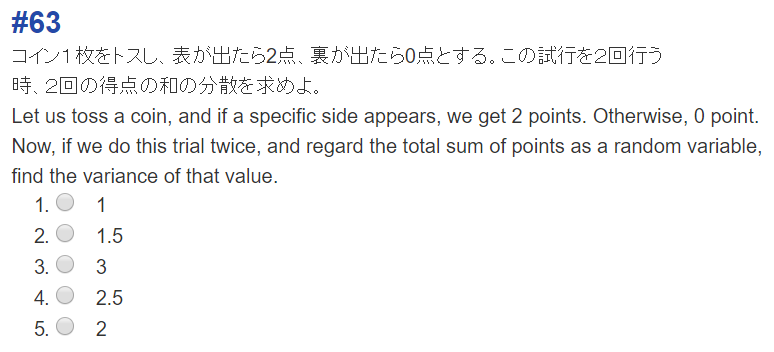 #63
コイン１枚をトスし、表が出たら2点、裏が出たら0点とする。この試行を２回行う
時、２回の得点の和の分散を求めよ。
Let us toss a coin, and if a specific side appears, we get 2 points. Otherwise, 0 point.
Now, if we do this trial twice, and regard the total sum of points as a random variable,
find the variance of that value.
1. 1
2. 1.5
3. 3
4. 2.5
5. 2